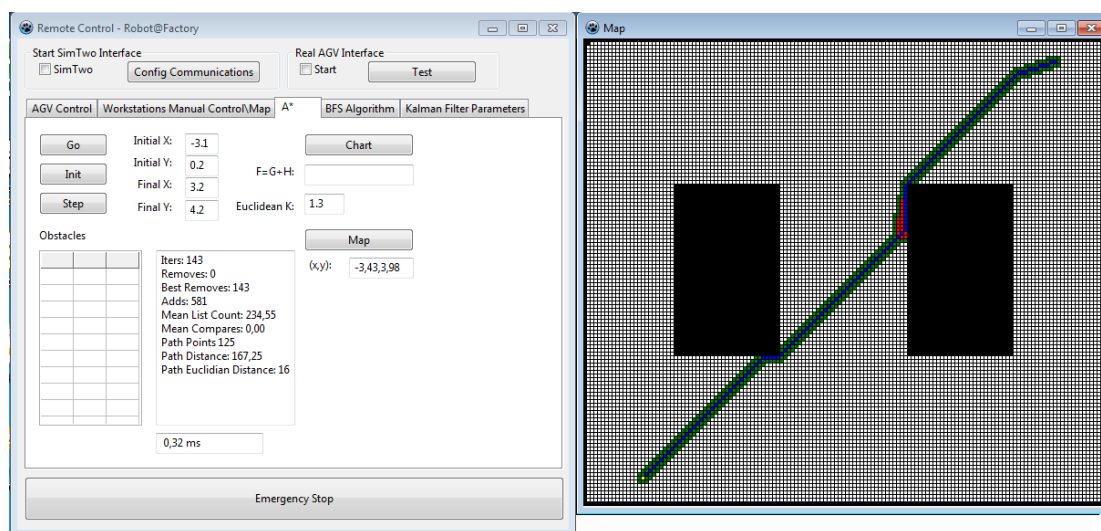 Remote Control - Robot@Factory
Start SimTwo Interface
SimTwo
Config Communications
Real AGV Interface
Start
Test
AGV Control
Workstations Manual Control\Map
A*
BFS Algorithm
Kalman Filter Parameters
Go
Init
Step
Initial X: -3.1
Initial Y: 0.2
Final X: 3.2
Final Y: 4.2
Chart
F=G+H:
Euclidean K: 1.3
Map
(x,y): -3,43,3,98
Obstacles
Iters: 143
Removes: 0
Best Removes: 143
Adds: 581
Mean List Count: 234,55
Mean Compares: 0,00
Path Points 125
Path Distance: 167,25
Path Euclidian Distance: 16
0,32 ms
Emergency Stop
Map